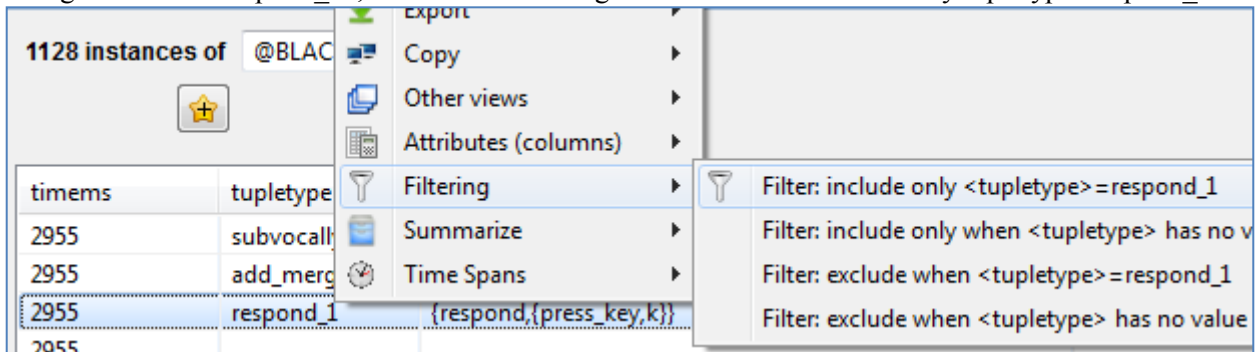 Export
1128 instances of @BLAC
Copy
Other views
Attributes (columns)
timems tupletype Filtering Filter: include only <tupletype>=respond_1
2955 subvocall Summarize Filter: include only when <tupletype> has no v
2955 add_merg Time Spans Filter: exclude when <tupletype>=respond_1
2955 respond_1 {respond,{press_key,k}} Filter: exclude when <tupletype> has no value
2955